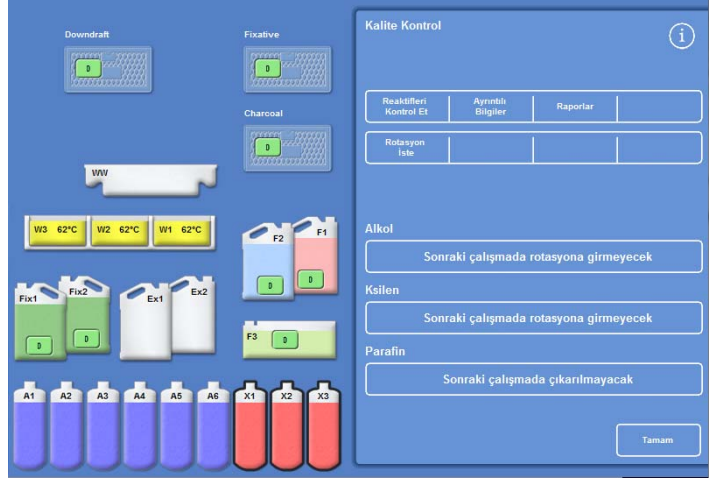 Downdraft
Fixative
D
D
Charcoal
D
WW
W3 62°C W2 62°C W1 62°C
F2 F1
D D
Fix1 Fix2
D D
Ex1 Ex2
F3 D
A1 A2 A3 A4 A5 A6 X1 X2 X3
Kalite Kontrol
i
Reaktifleri
Kontrol Et
Ayrıntılı
Bilgiler
Raporlar
Rotasyon
İste
Alkol
Sonraki çalışmada rotasyona girmeyecek
Ksilen
Sonraki çalışmada rotasyona girmeyecek
Parafin
Sonraki çalışmada çıkarılmayacak
Tamam